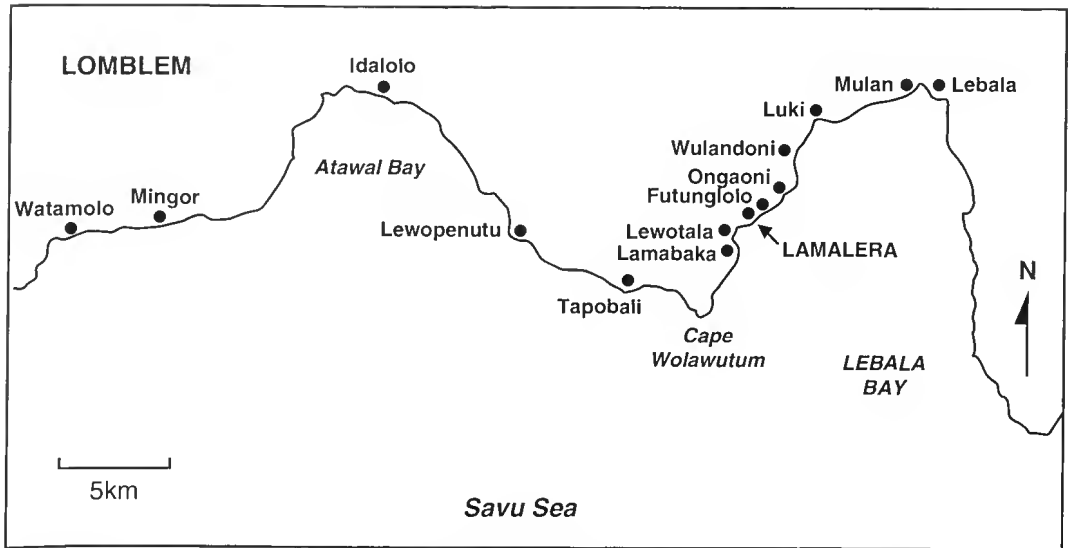 LOMBLEM
Idalolo
Mulan
Lebala
Luki
Atawal Bay
Wulandoni
Ongaoni
Mingor
Futunglolo
Watamolo
Lewopenutu
Lewotala
Lamabaka
LAMALERA
N
Tapobali
Cape
Wolawutum
LEBALA
BAY
5km
Savu Sea